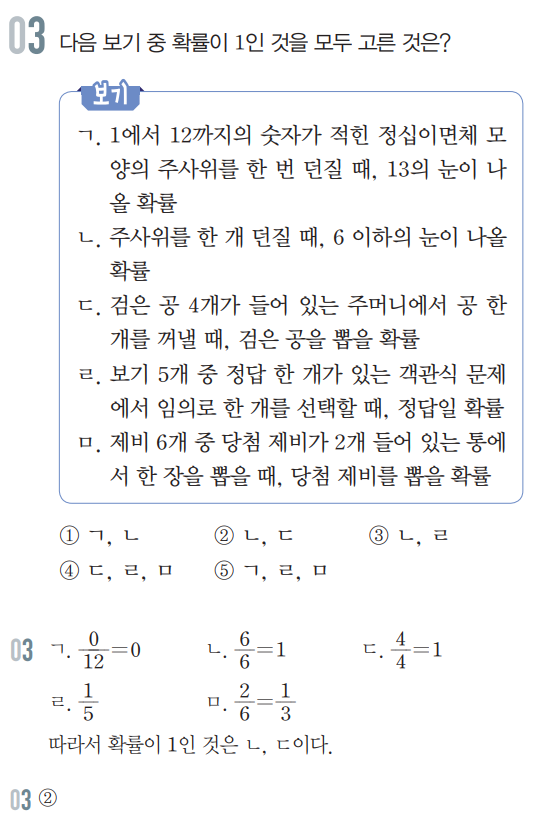 03 다음 보기 중 확률이 1인 것을 모두 고른 것은?
보기
ㄱ. 1에서 12까지의 숫자가 적힌 정십이면체 모
양의 주사위를 한 번 던질 때, 13의 눈이 나
올 확률
ㄴ. 주사위를 한 개 던질 때, 6 이하의 눈이 나올
확률
ㄷ. 검은 공 4개가 들어 있는 주머니에서 공 한
개를 꺼낼 때, 검은 공을 뽑을 확률
ㄹ. 보기 5개 중 정답 한 개가 있는 객관식 문제
에서 임의로 한 개를 선택할 때, 정답일 확률
ㅁ. 제비 6개 중 당첨 제비가 2개 들어 있는 통에
서 한 장을 뽑을 때, 당첨 제비를 뽑을 확률
① ㄱ, ㄴ ② ㄴ, ㄷ ③ ㄴ, ㄹ
④ ㄷ, ㄹ, ㅁ ⑤ ㄱ, ㄹ, ㅁ
03 ㄱ. 0/12=0 ㄴ. 6/6=1 ㄷ. 4/4=1
ㄹ. 1/5 ㅁ. 2/6=1/3
따라서 확률이 1인 것은 ㄴ, ㄷ이다.
03 ②